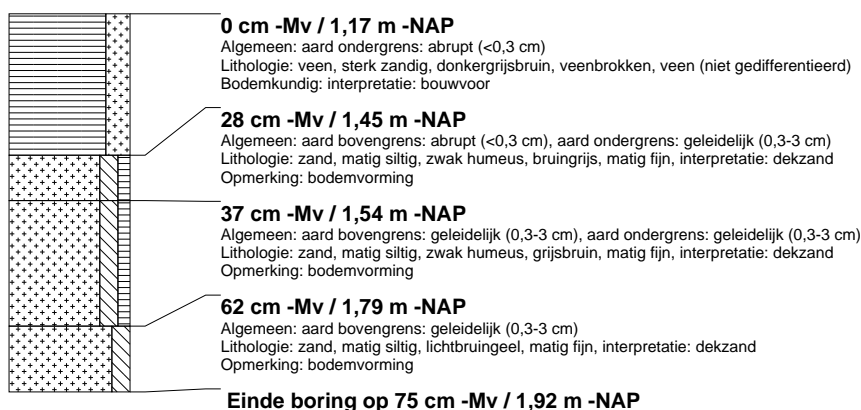 0 cm -Mv / 1,17 m -NAP
Algemeen: aard ondergrens: abrupt (<0,3 cm)
Lithologie: veen, sterk zandig, donkergrijsbruin, veenbrokken, veen (niet gedifferentieerd)
Bodemkundig: interpretatie: bouwvoor
28 cm -Mv / 1,45 m -NAP
Algemeen: aard bovengrens: abrupt (<0,3 cm), aard ondergrens: geleidelijk (0,3-3 cm)
Lithologie: zand, matig siltig, zwak humeus, bruingrijs, matig fijn, interpretatie: dekzand
Opmerking: bodemvorming
37 cm -Mv / 1,54 m -NAP
Algemeen: aard bovengrens: geleidelijk (0,3-3 cm), aard ondergrens: geleidelijk (0,3-3 cm)
Lithologie: zand, matig siltig, zwak humeus, grijsbruin, matig fijn, interpretatie: dekzand
Opmerking: bodemvorming
62 cm -Mv / 1,79 m -NAP
Algemeen: aard bovengrens: geleidelijk (0,3-3 cm)
Lithologie: zand, matig siltig, lichtbruingeel, matig fijn, interpretatie: dekzand
Opmerking: bodemvorming
Einde boring op 75 cm -Mv / 1,92 m -NAP